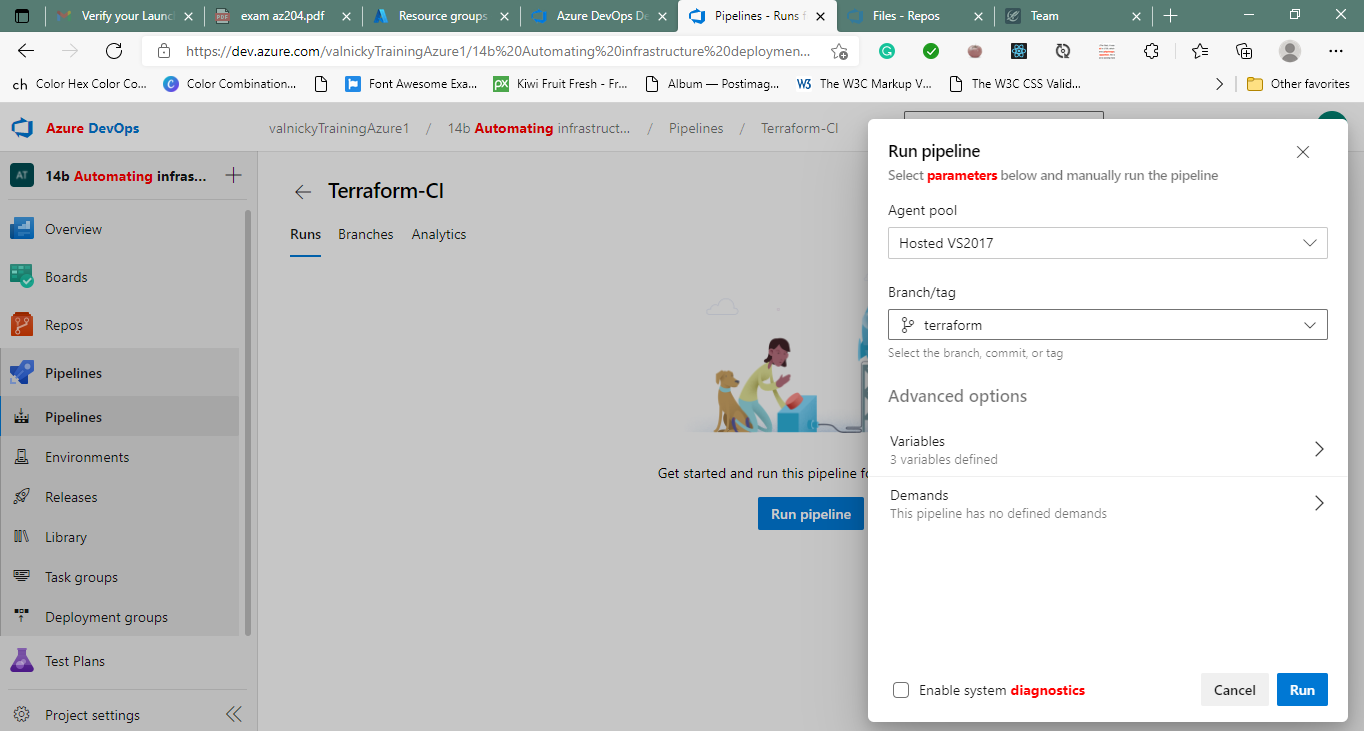 Verify your Launc
exam az204.pdf
Resource groups
Azure DevOps De
Pipelines - Runs f
Files - Repos
Team
https://dev.azure.com/valnickyTrainingAzure1/14b%20Automating%20infrastructure%20deploymen...
ch Color Hex Color Co...
Color Combination...
Font Awesome Exa...
Kiwi Fruit Fresh - Fr...
Album — Postimag...
The W3C Markup V...
The W3C CSS Valid...
Other favorites
Azure DevOps
valnickyTrainingAzure1 / 14b Automating infrastruct... / Pipelines / Terraform-CI
AT 14b Automating infras...
Overview
Boards
Repos
Pipelines
Pipelines
Environments
Releases
Library
Task groups
Deployment groups
Test Plans
Project settings
Terraform-CI
Runs Branches Analytics
Get started and run this pipeline fo
Run pipeline
Run pipeline
Select parameters below and manually run the pipeline
Agent pool
Hosted VS2017
Branch/tag
terraform
Select the branch, commit, or tag
Advanced options
Variables
3 variables defined
Demands
This pipeline has no defined demands
Enable system diagnostics
Cancel
Run